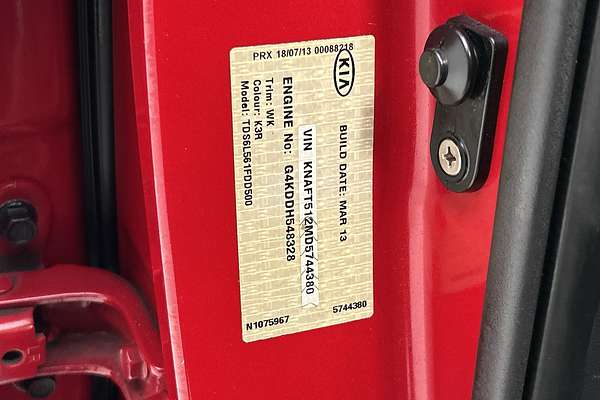 PRX 18/07/13 00088218
KIA
BUILD DATE: MAR 13
VIN KNAFT512MD5744380
ENGINE No: G4KDDH548328
Trim: WK
Colour: K3R
Model: TDS6L561FDD500
N1075967
5744380